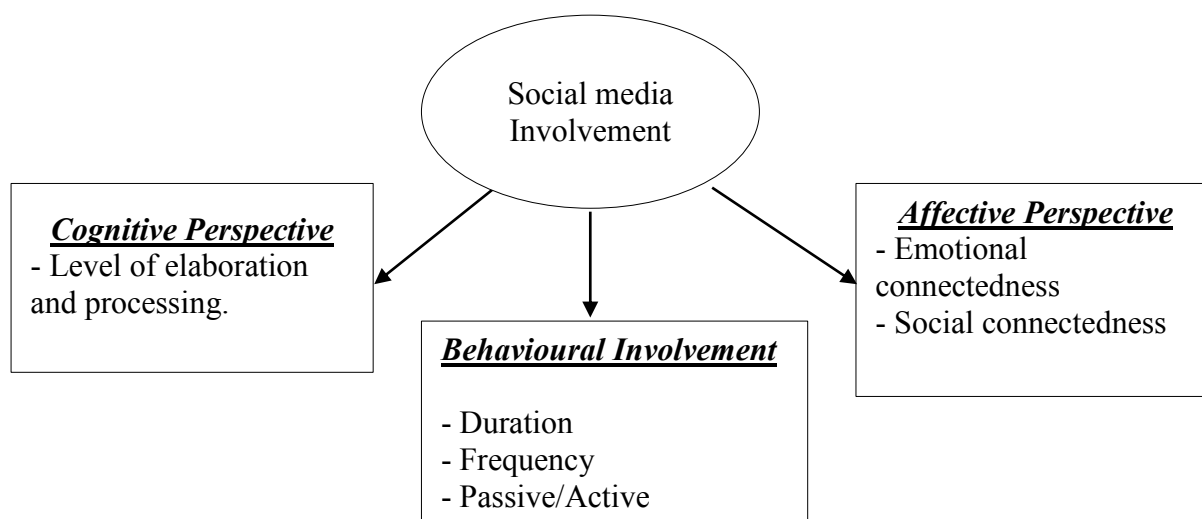 Social media
Involvement
Cognitive Perspective
- Level of elaboration
and processing.
Behavioural Involvement
- Duration
- Frequency
- Passive/Active
Affective Perspective
- Emotional
connectedness
- Social connectedness